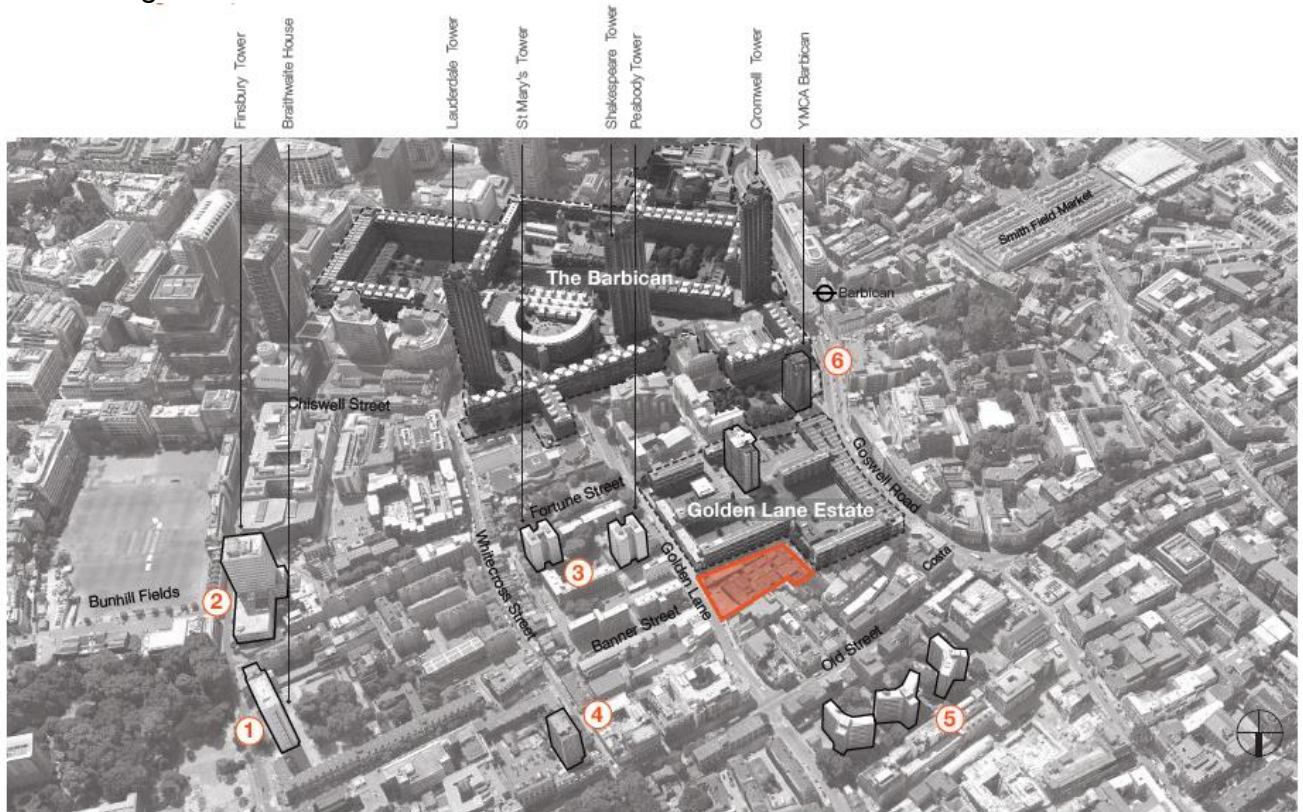 Finsbury Tower
Braithwaite House
Lauderdale Tower
St Mary's Tower
Shakespeare Tower
Peabody Tower
Cromwell Tower
YMCA Barbican
Smith Field Market
The Barbican
Barbican
6
Chiswell Street
Goswell Road
Fortune Street
Golden Lane Estate
3
Whitecross Street
Golden Lane
Costa
Bunhill Fields
2
Banner Street
Old Street
1
4
5